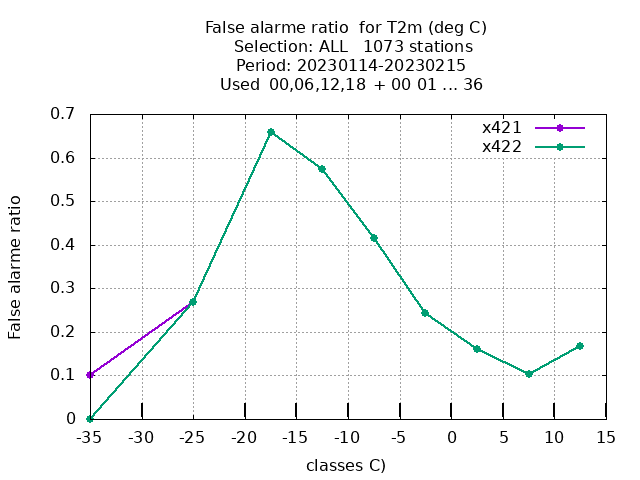 False alarme ratio  for T2m (deg C)
Selection: ALL   1073 stations
Period: 20230114-20230215
Used  00,06,12,18  + 00 01 ... 36
x421
x422
False alarme ratio
0.7
0.6
0.5
0.4
0.3
0.2
0.1
0
-35 -30 -25 -20 -15 -10 -5 0 5 10 15
classes C)